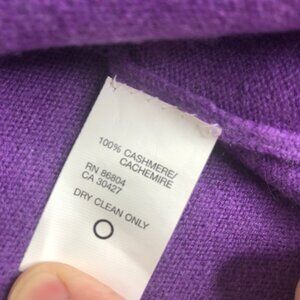 100% CASHMERE/
CACHEMIRE
RN 86804
CA 30427
DRY CLEAN ONLY